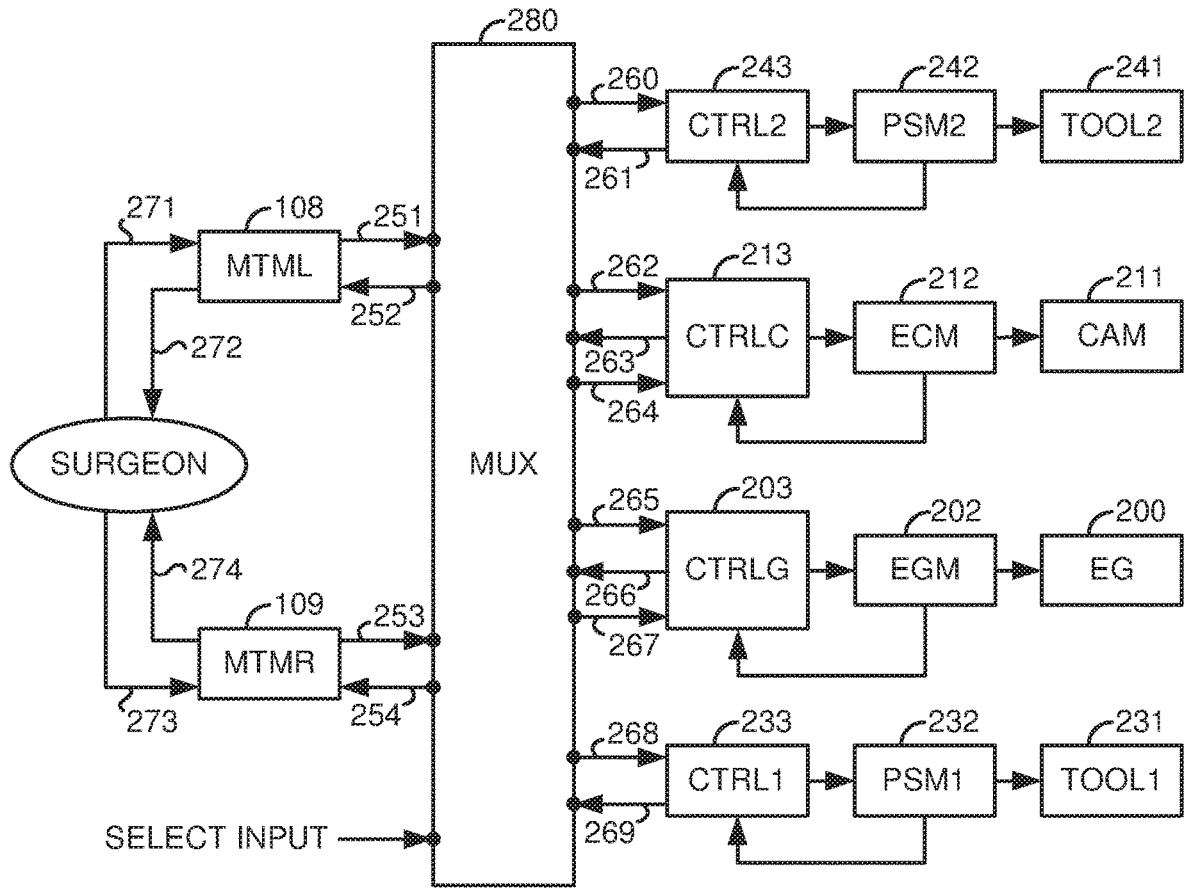 280
260
243
242
241
CTRL2
PSM2
TOOL2
261
271
108
251
MTML
252
272
262
213
212
211
CTRLC
ECM
CAM
263
264
SURGEON
MUX
265
203
202
200
CTRLG
EGM
EG
266
267
274
109
253
MTMR
273
254
268
233
232
231
CTRL1
PSM1
TOOL1
269
SELECT INPUT